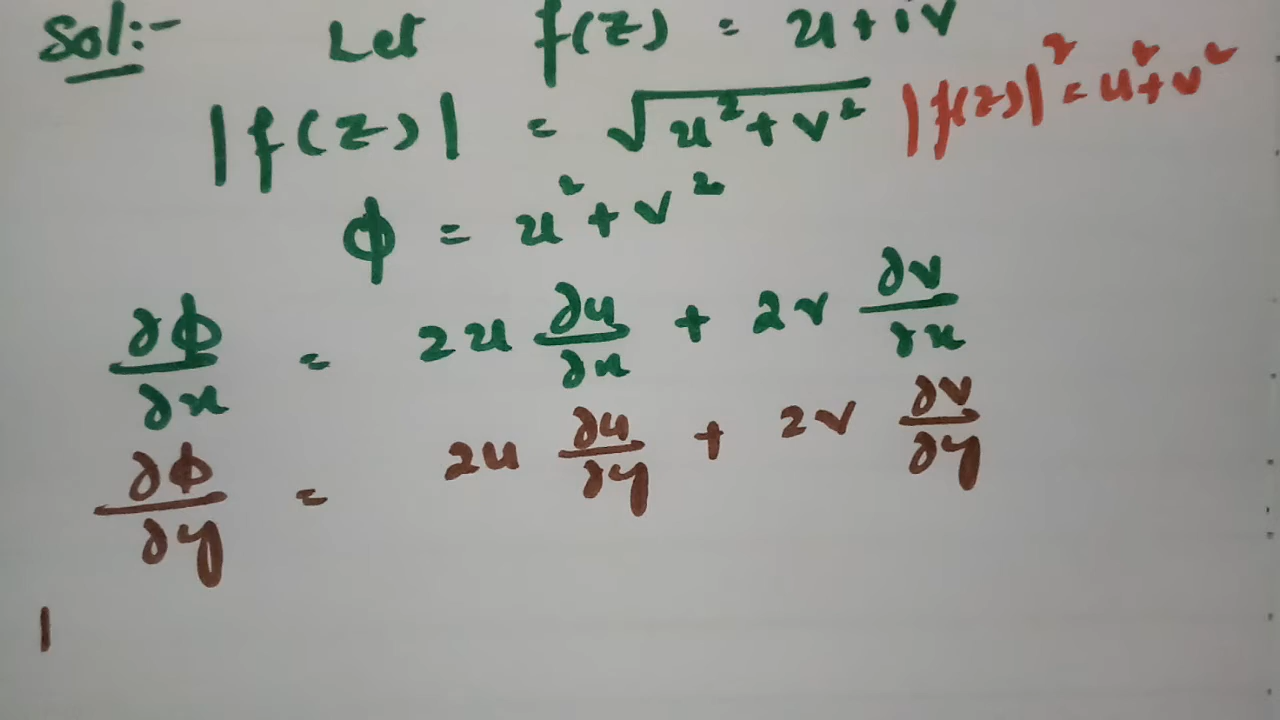 Sol:- Let f(z) = u+iv
|f(z)| = √(u²+v²) |f(z)|² = u²+v²
ϕ = u²+v²
∂ϕ/∂x = 2u ∂u/∂x + 2v ∂v/∂x
∂ϕ/∂y = 2u ∂u/∂y + 2v ∂v/∂y
|